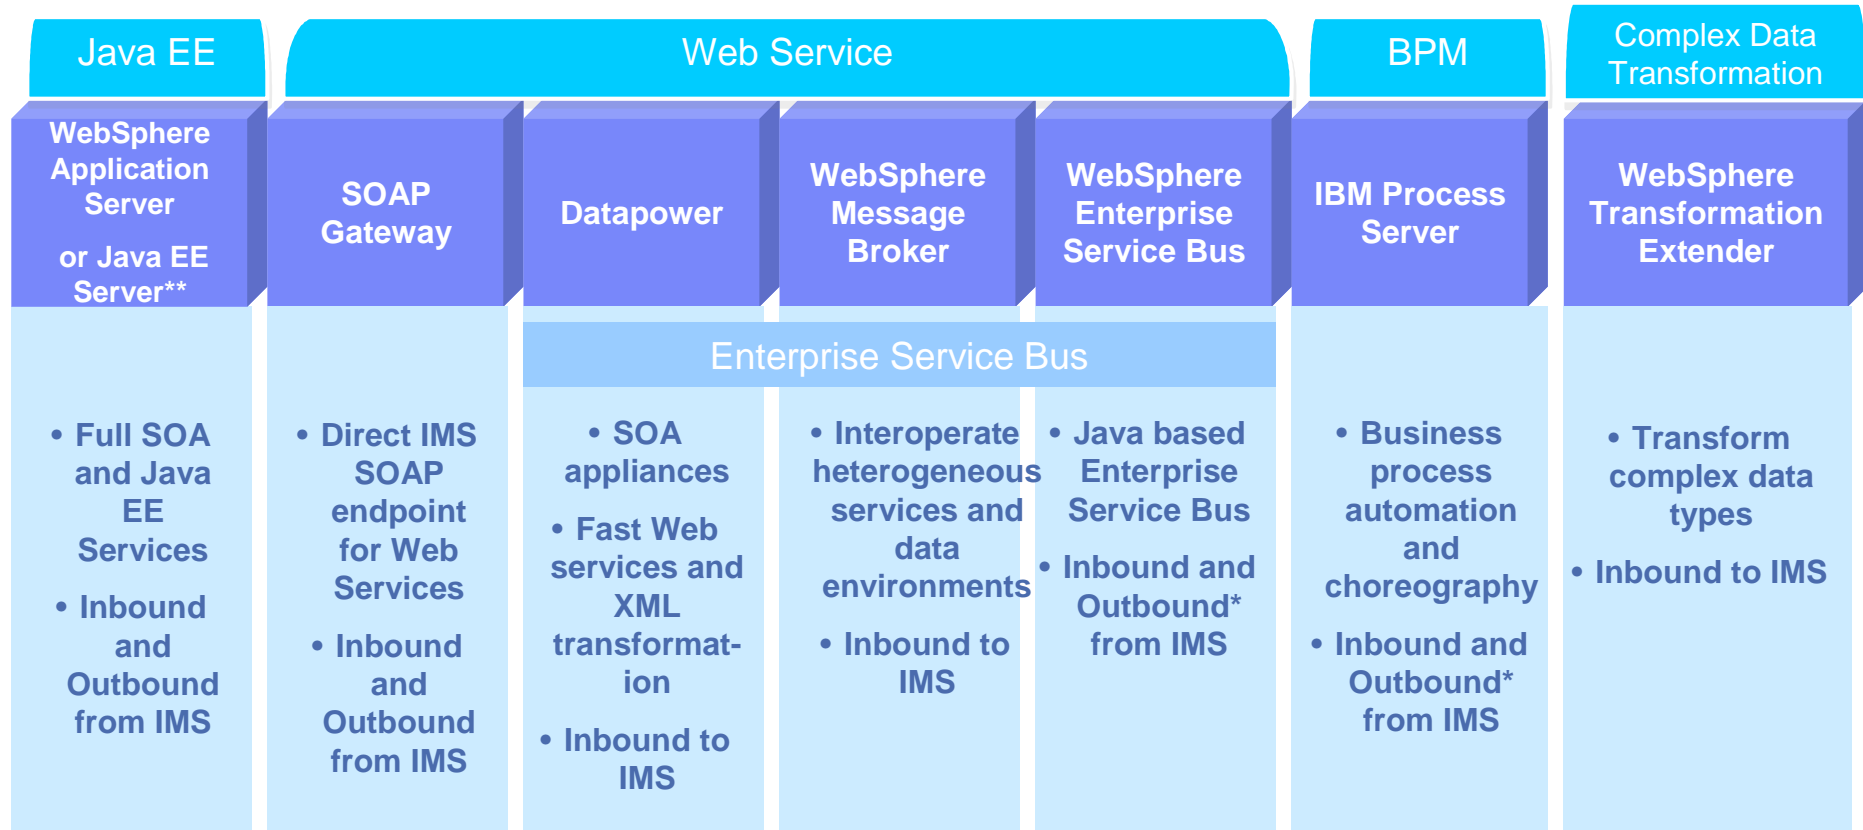 Java EE
Web Service
BPM
Complex Data
Transformation
WebSphere
Application
Server
or Java EE
Server**
SOAP
Gateway
Datapower
WebSphere
Message
Broker
WebSphere
Enterprise
Service Bus
IBM Process
Server
WebSphere
Transformation
Extender
Enterprise Service Bus
• Full SOA
and Java
EE
Services
• Inbound
and
Outbound
from IMS
• Direct IMS
SOAP
endpoint
for Web
Services
• Inbound
and
Outbound
from IMS
• SOA
appliances
• Fast Web
services and
XML
transformat-
ion
• Inbound to
IMS
• Interoperate
heterogeneous
services and
data
environments
• Inbound to
IMS
• Java based
Enterprise
Service Bus
• Inbound and
Outbound*
from IMS
• Business
process
automation
and
choreography
• Inbound and
Outbound*
from IMS
• Transform
complex data
types
• Inbound to IMS